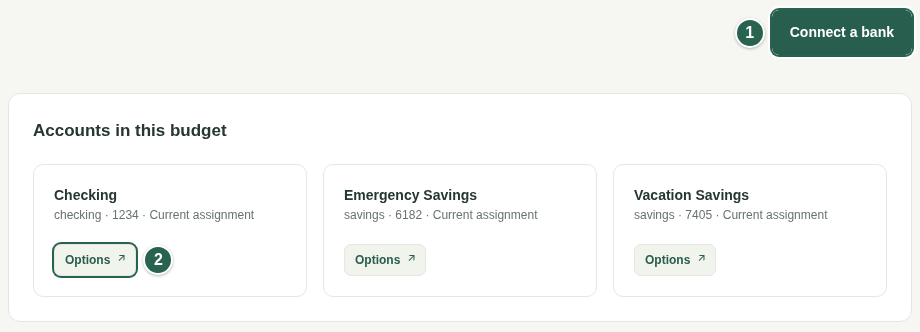 1 Connect a bank
Accounts in this budget
Checking
checking · 1234 · Current assignment
Options 2
Emergency Savings
savings · 6182 · Current assignment
Options
Vacation Savings
savings · 7405 · Current assignment
Options